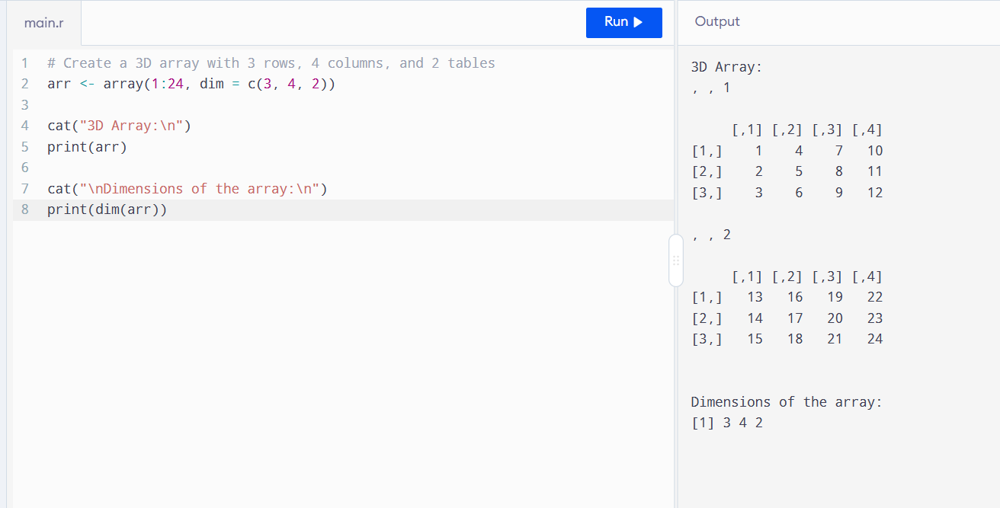 main.r
Run
1 # Create a 3D array with 3 rows, 4 columns, and 2 tables
2 arr <- array(1:24, dim = c(3, 4, 2))
3
4 cat("3D Array:\n")
5 print(arr)
6
7 cat("\nDimensions of the array:\n")
8 print(dim(arr))
Output
3D Array:
, , 1
[,1] [,2] [,3] [,4]
[1,] 1 4 7 10
[2,] 2 5 8 11
[3,] 3 6 9 12
, , 2
[,1] [,2] [,3] [,4]
[1,] 13 16 19 22
[2,] 14 17 20 23
[3,] 15 18 21 24
Dimensions of the array:
[1] 3 4 2